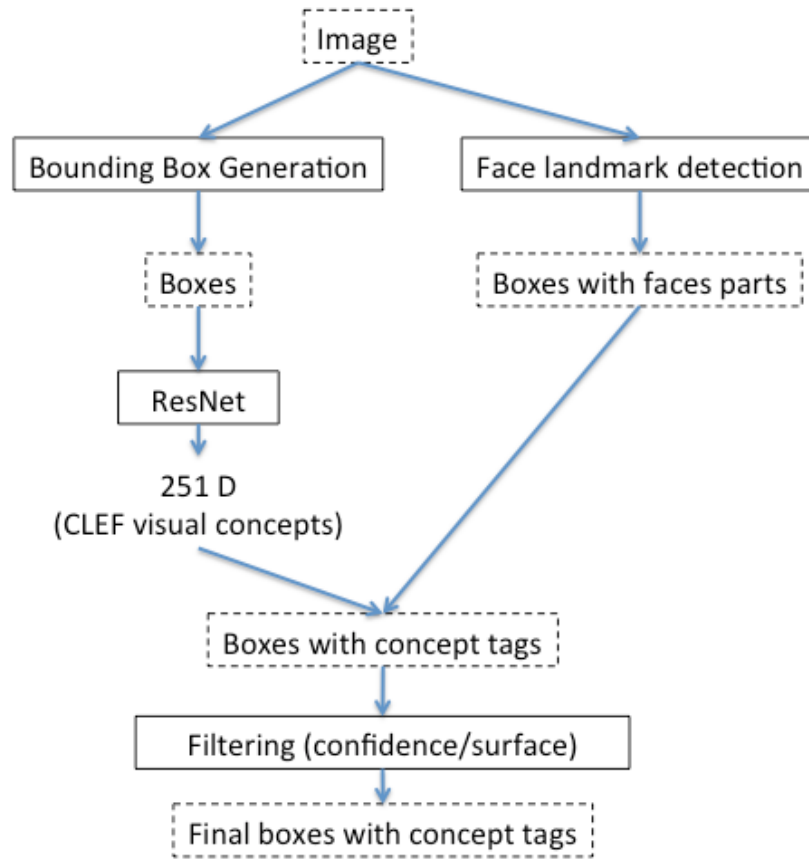 Image
Bounding Box Generation
Face landmark detection
Boxes
Boxes with faces parts
ResNet
251 D
(CLEF visual concepts)
Boxes with concept tags
Filtering (confidence/surface)
Final boxes with concept tags